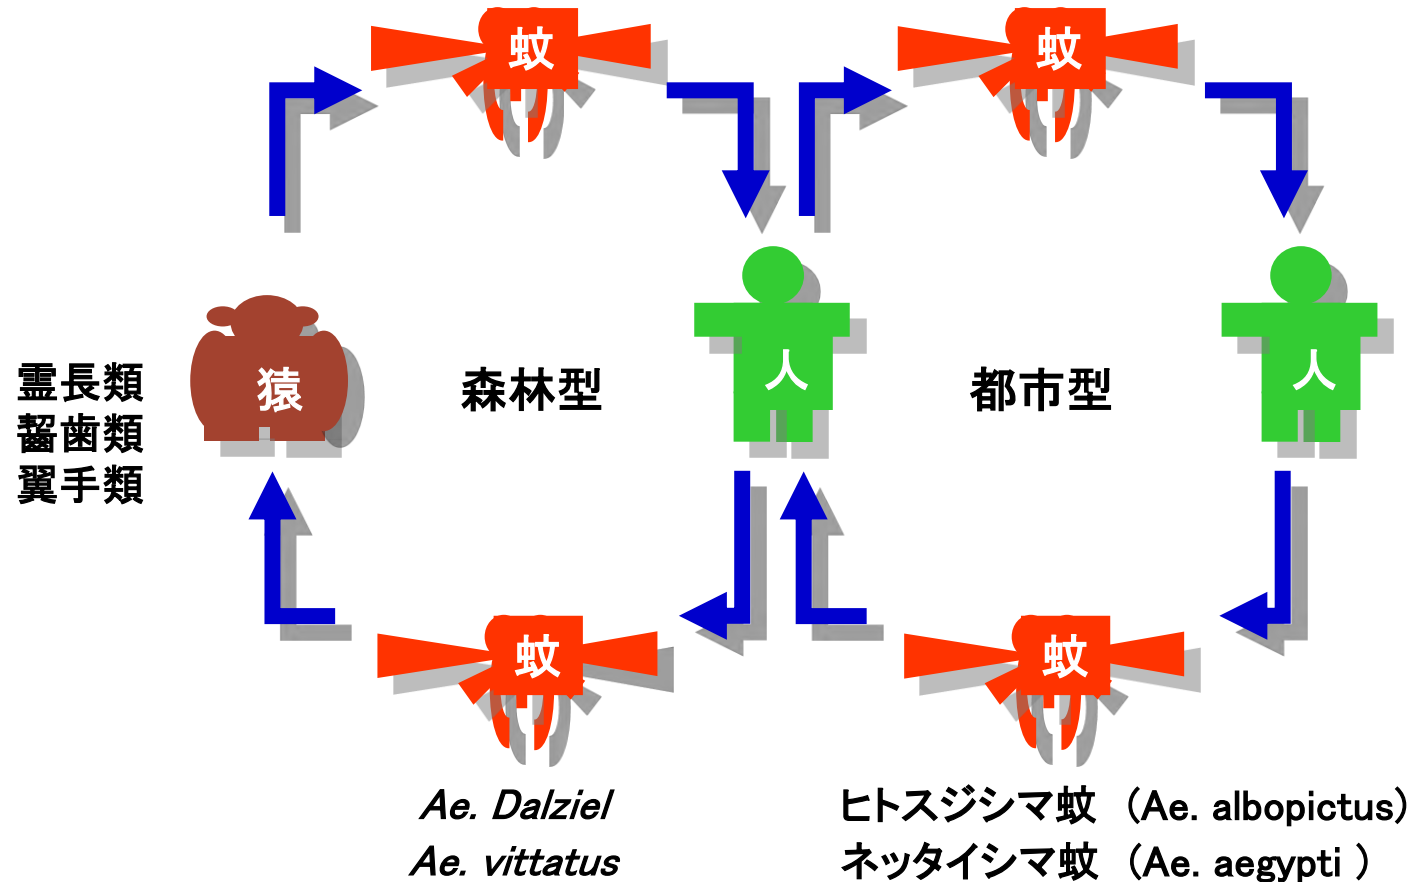 蚊
蚊
霊長類
齧歯類
翼手類
猿
森林型
人
都市型
人
蚊
蚊
Ae. Dalziel
Ae. vittatus
ヒトスジシマ蚊 (Ae. albopictus)
ネッタイシマ蚊 (Ae. aegypti )